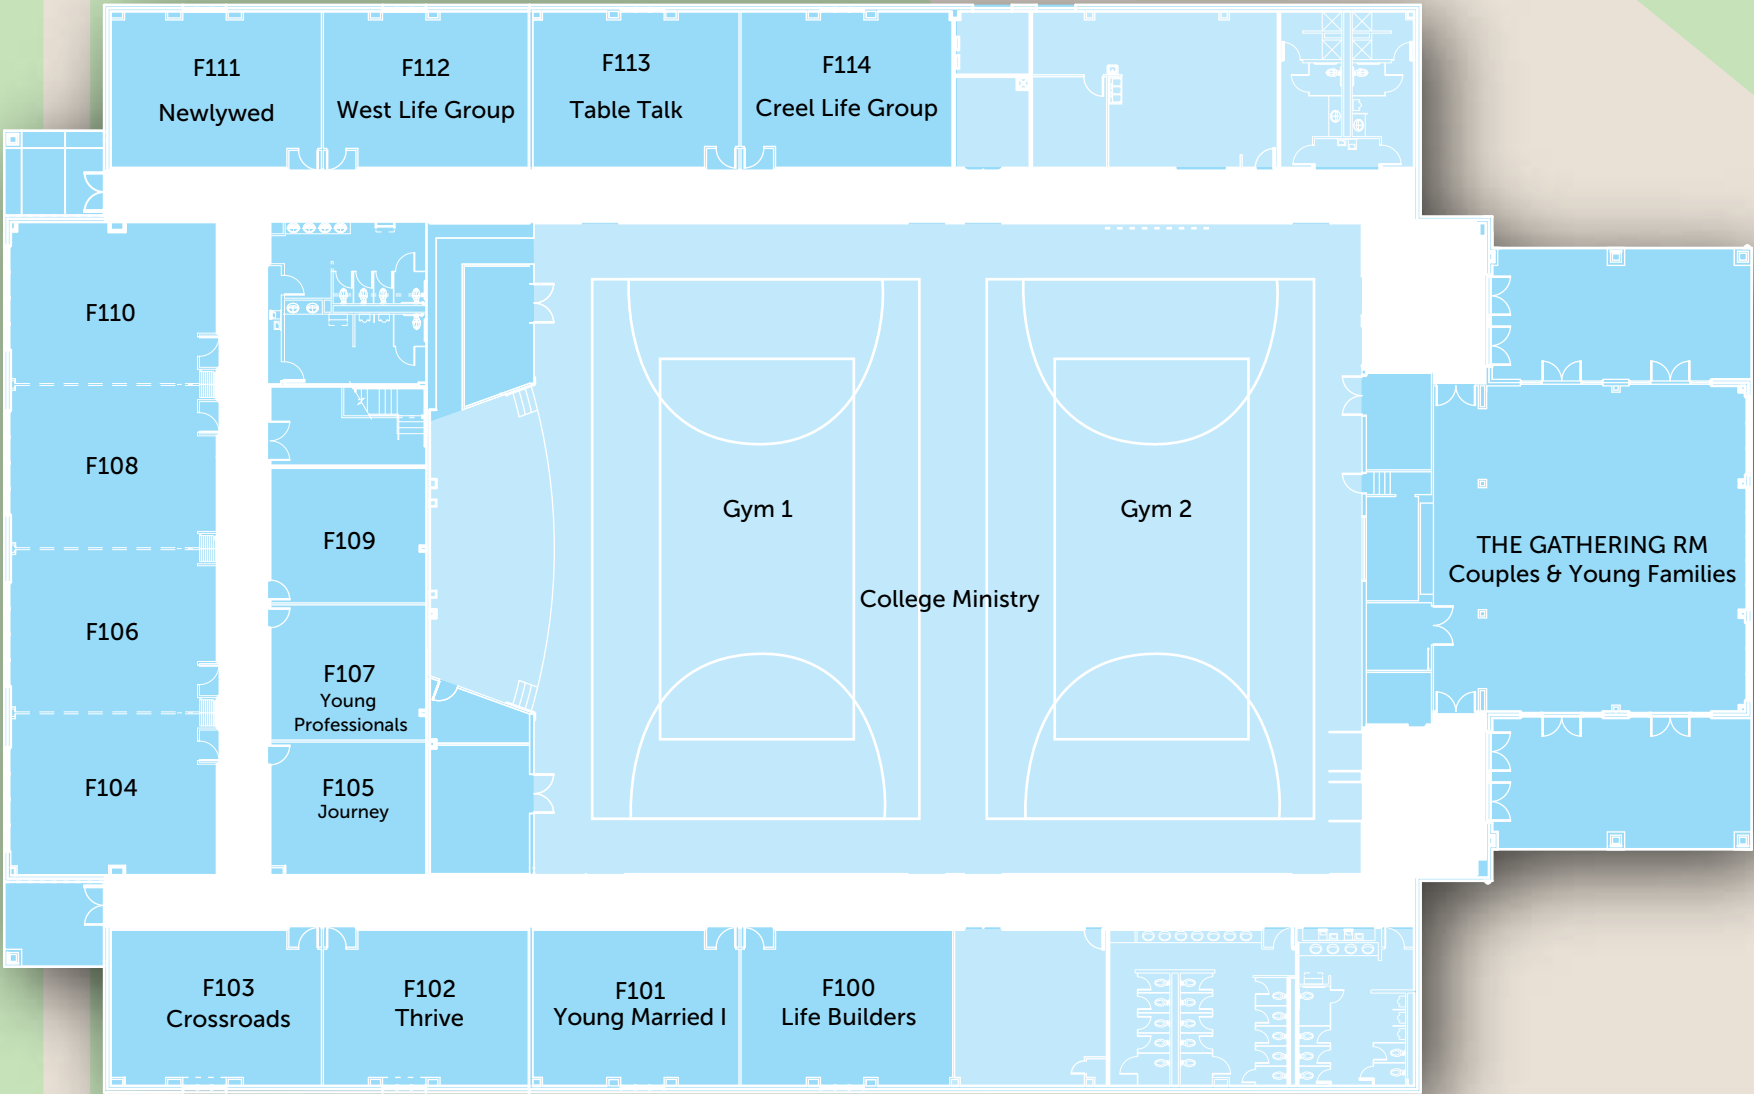 F111
Newlywed
F112
West Life Group
F113
Table Talk
F114
Creel Life Group
F110
F108
F109
F106
F107
Young
Professionals
F104
F105
Journey
Gym 1
Gym 2
College Ministry
THE GATHERING RM
Couples & Young Families
F103
Crossroads
F102
Thrive
F101
Young Married I
F100
Life Builders